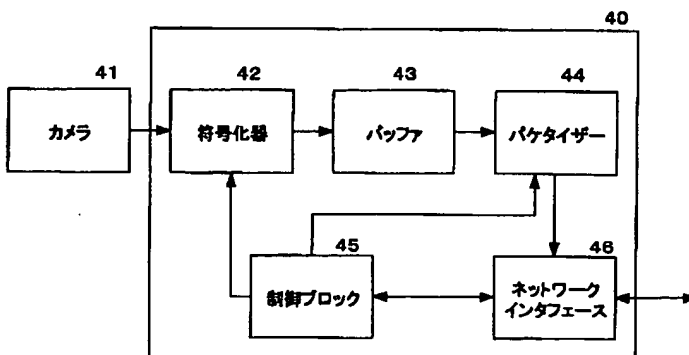 40
41
42
43
44
カメラ
符号化器
バッファ
パケタイザー
45
46
制御ブロック
ネットワーク
インタフェース